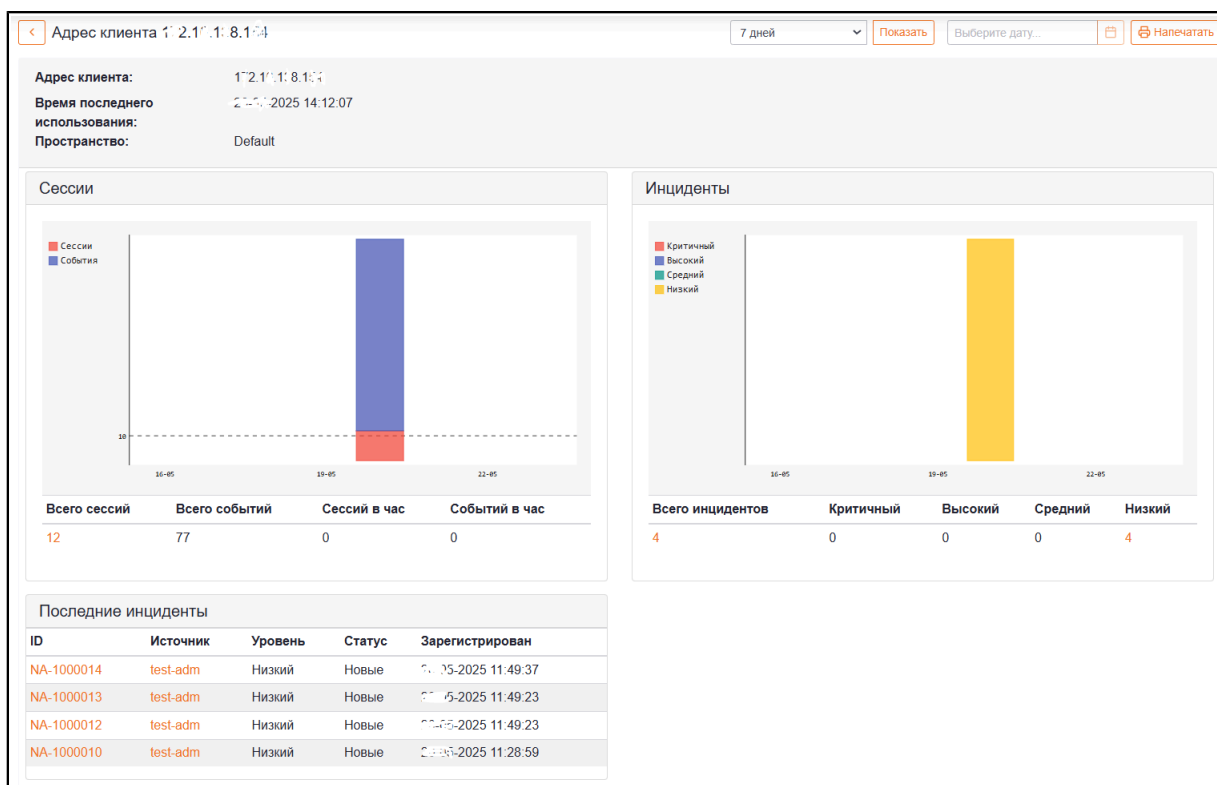 Адрес клиента
7 дней
Показать
Выберите дату...
Напечатать
Адрес клиента:
Время последнего -2025 14:12:07
использования:
Пространство: Default
Сессии
Сессии
События
10
16-05 19-05 22-05
Всего сессий Всего событий Сессий в час Событий в час
12 77 0 0
Инциденты
Критичный
Высокий
Средний
Низкий
16-05 19-05 22-05
Всего инцидентов Критичный Высокий Средний Низкий
4 0 0 0 4
Последние инциденты
ID Источник Уровень Статус Зарегистрирован
NA-1000014 test-adm Низкий Новые 05-2025 11:49:37
NA-1000013 test-adm Низкий Новые -2025 11:49:23
NA-1000012 test-adm Низкий Новые -2025 11:49:23
NA-1000010 test-adm Низкий Новые -2025 11:28:59